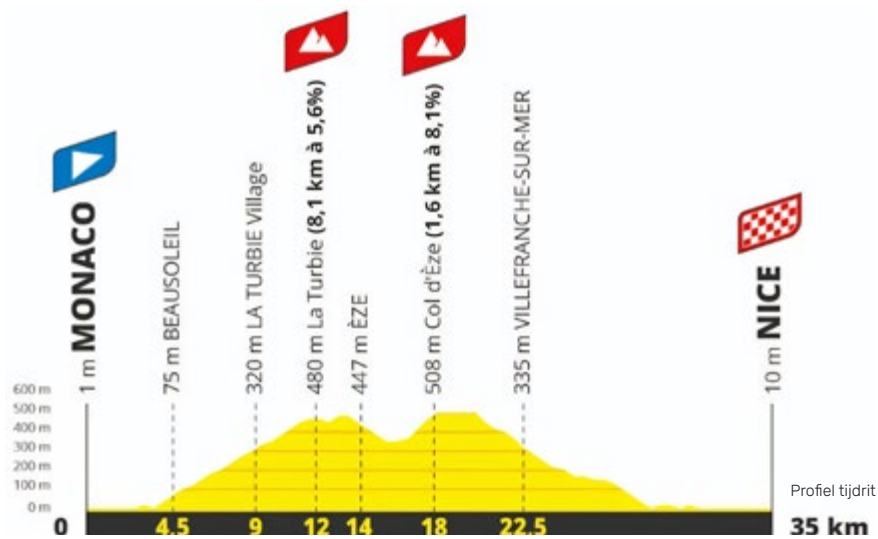 1 m MONACO
75 m BEAUSOLEIL
320 m LA TURBIE Village
480 m La Turbie (8,1 km à 5,6%)
447 m ÈZE
508 m Col d'Èze (1,6 km à 8,1%)
335 m VILLEFRANCHE-SUR-MER
10 m NICE
600 m
500 m
400 m
300 m
200 m
100 m
0 m
Profiel tijdrit
0 4,5 9 12 14 18 22,5 35 km